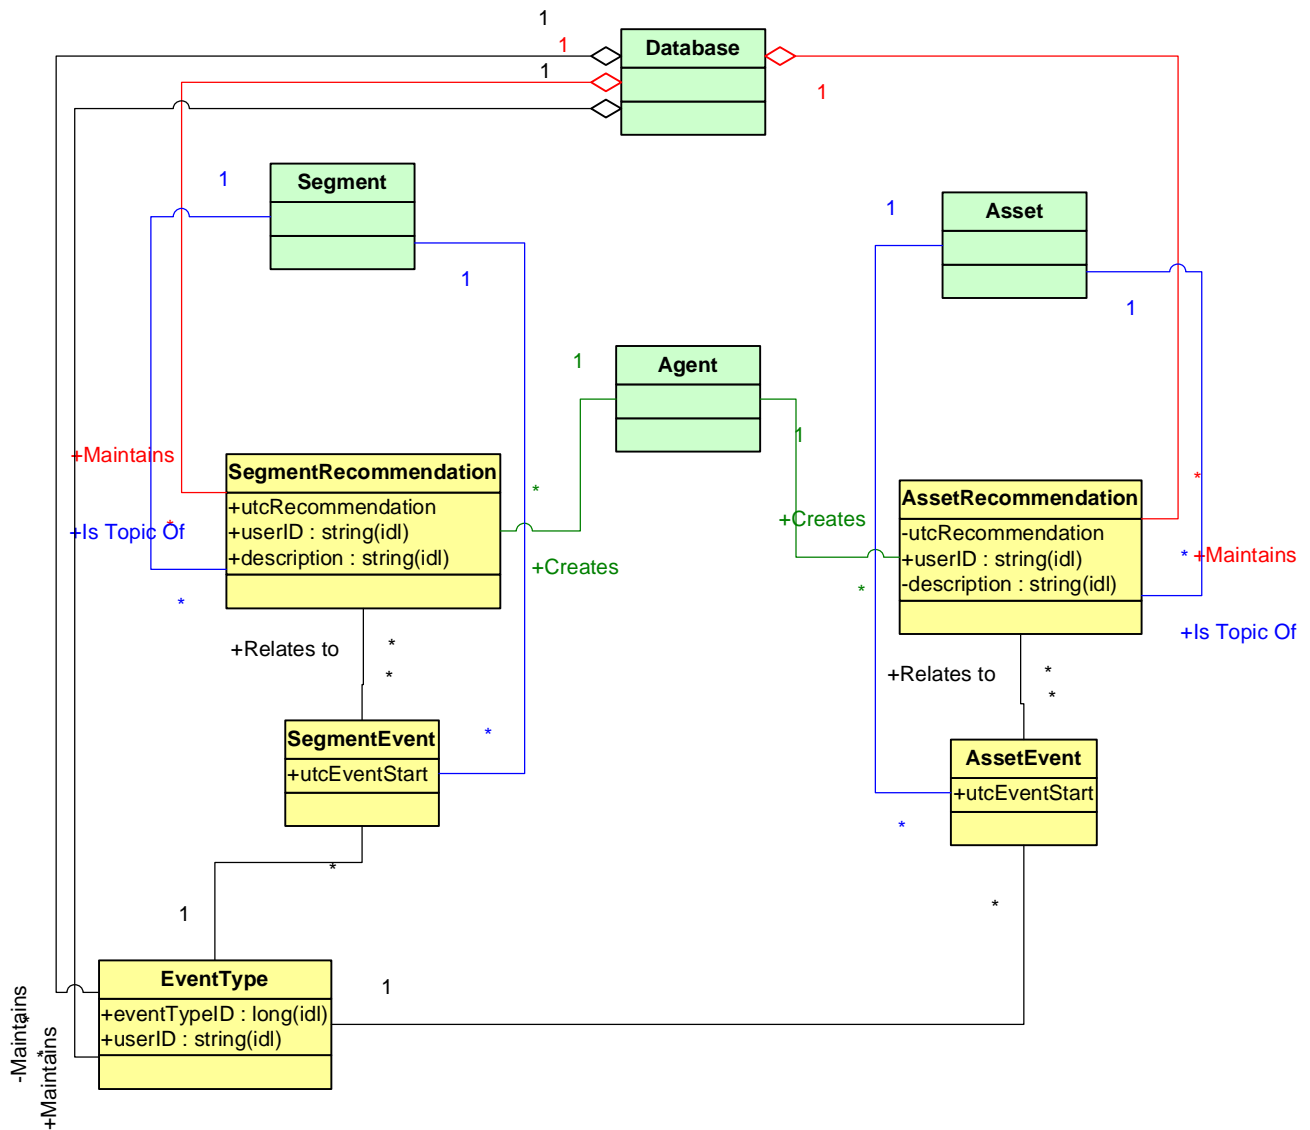 1
1
Database
1
1
1
Segment
1
1
Asset
1
1
1
Agent
1
+Maintains
*
+Is Topic Of
*
SegmentRecommendation
+utcRecommendation
+userID : string(idl)
+description : string(idl)
*
+Creates
+Creates
*
AssetRecommendation
-utcRecommendation
+userID : string(idl)
-description : string(idl)
*
*
+Maintains
+Is Topic Of
+Relates to
*
*
+Relates to
*
*
SegmentEvent
+utcEventStart
*
AssetEvent
+utcEventStart
*
*
1
*
EventType
+eventTypeID : long(idl)
+userID : string(idl)
1
-Maintains
*
+Maintains
*